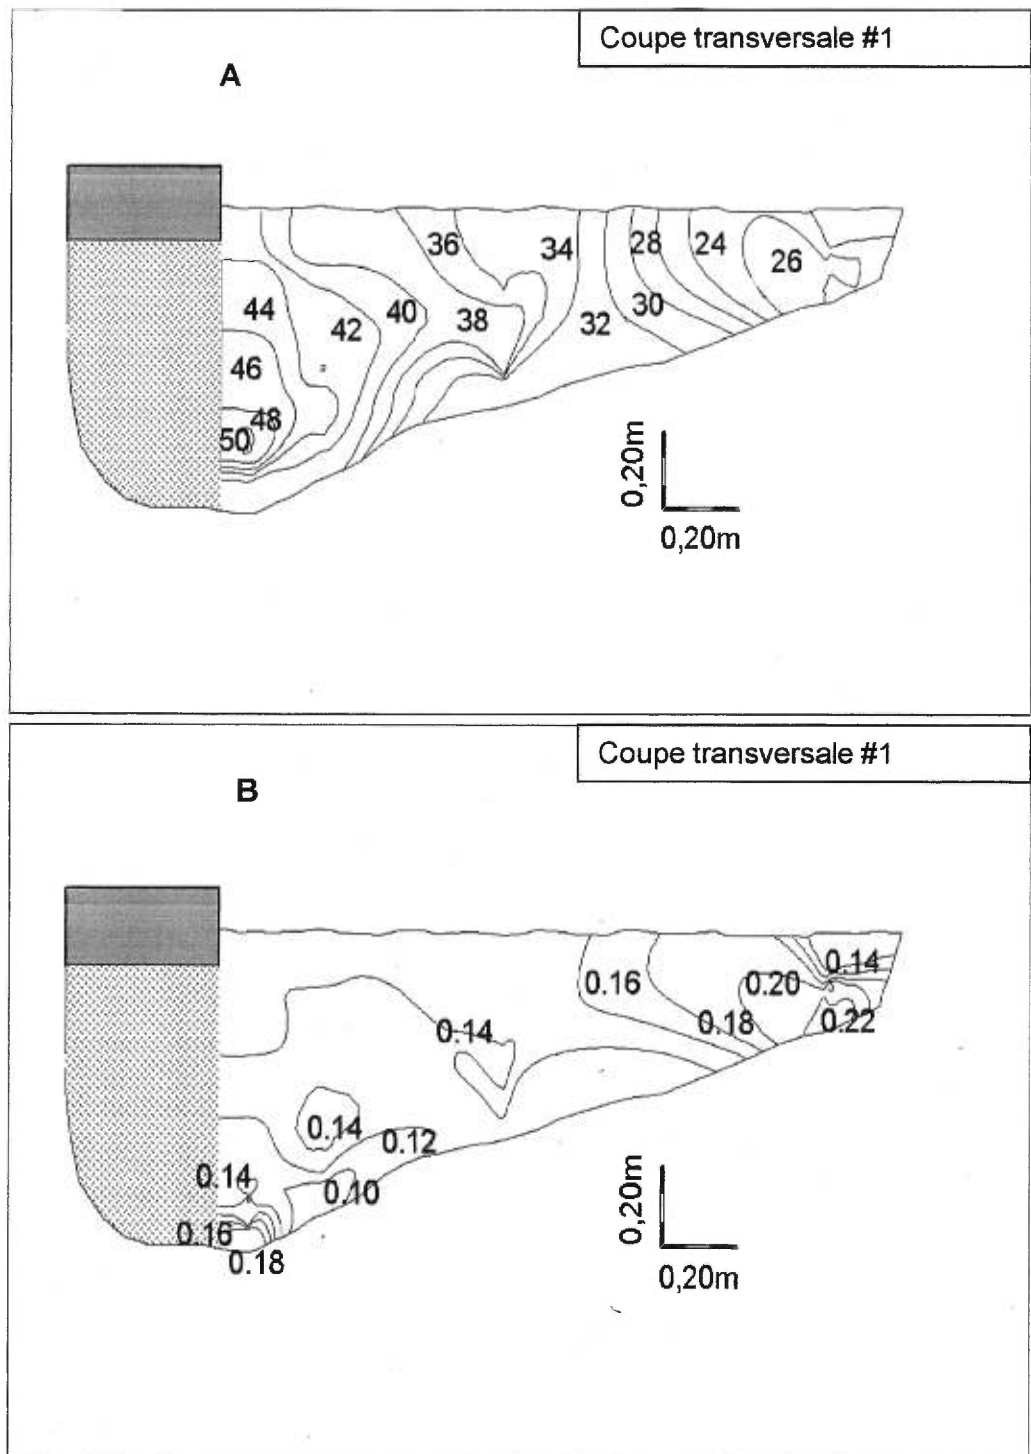 Coupe transversale #1
A
36 34 28 24 26
44 42 40 38 32 30
46
48
50
0,20m
0,20m
Coupe transversale #1
B
0.14
0.16 0.20
0.14 0.18 0.22
0.14 0.12
0.14 0.10
0.16
0.18
0,20m
0,20m